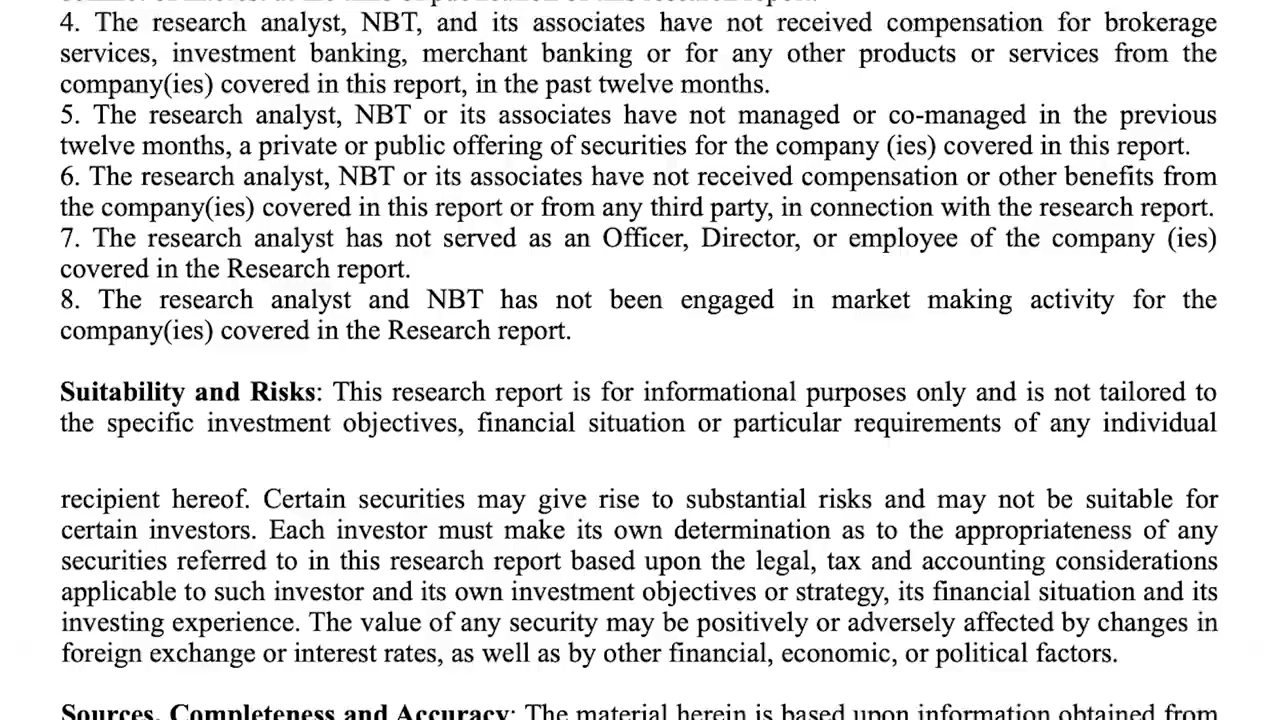 4. The research analyst, NBT, and its associates have not received compensation for brokerage
services, investment banking, merchant banking or for any other products or services from the
company(ies) covered in this report, in the past twelve months.
5. The research analyst, NBT or its associates have not managed or co-managed in the previous
twelve months, a private or public offering of securities for the company (ies) covered in this report.
6. The research analyst, NBT or its associates have not received compensation or other benefits from
the company(ies) covered in this report or from any third party, in connection with the research report.
7. The research analyst has not served as an Officer, Director, or employee of the company (ies)
covered in the Research report.
8. The research analyst and NBT has not been engaged in market making activity for the
company(ies) covered in the Research report.
Suitability and Risks: This research report is for informational purposes only and is not tailored to
the specific investment objectives, financial situation or particular requirements of any individual
recipient hereof. Certain securities may give rise to substantial risks and may not be suitable for
certain investors. Each investor must make its own determination as to the appropriateness of any
securities referred to in this research report based upon the legal, tax and accounting considerations
applicable to such investor and its own investment objectives or strategy, its financial situation and its
investing experience. The value of any security may be positively or adversely affected by changes in
foreign exchange or interest rates, as well as by other financial, economic, or political factors.
Sources, Completeness and Accuracy: The material herein is based upon information obtained from